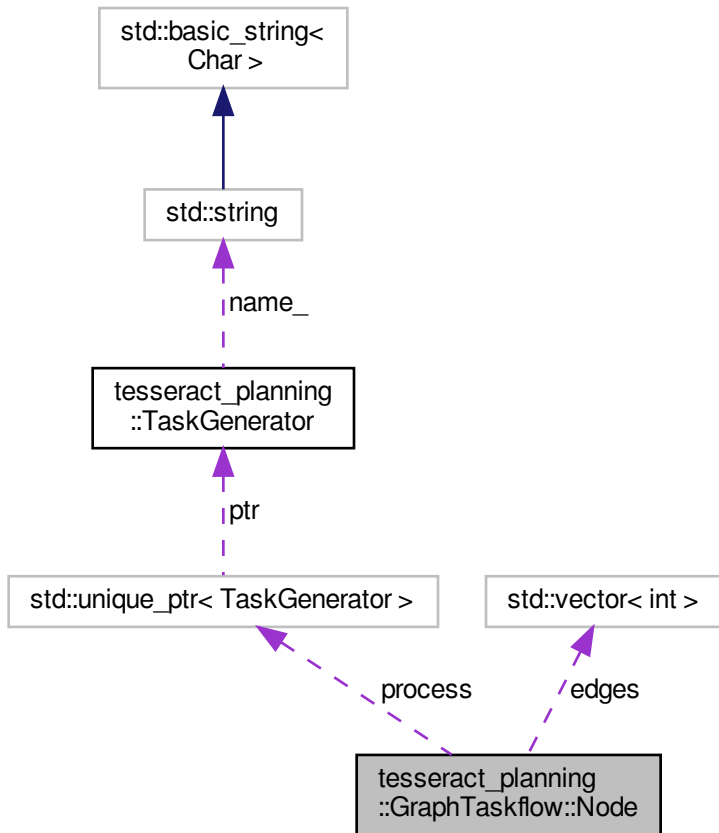 std::basic_string<
Char >
std::string
name_
tesseract_planning
::TaskGenerator
ptr
std::unique_ptr< TaskGenerator >
std::vector< int >
process
edges
tesseract_planning
::GraphTaskflow::Node